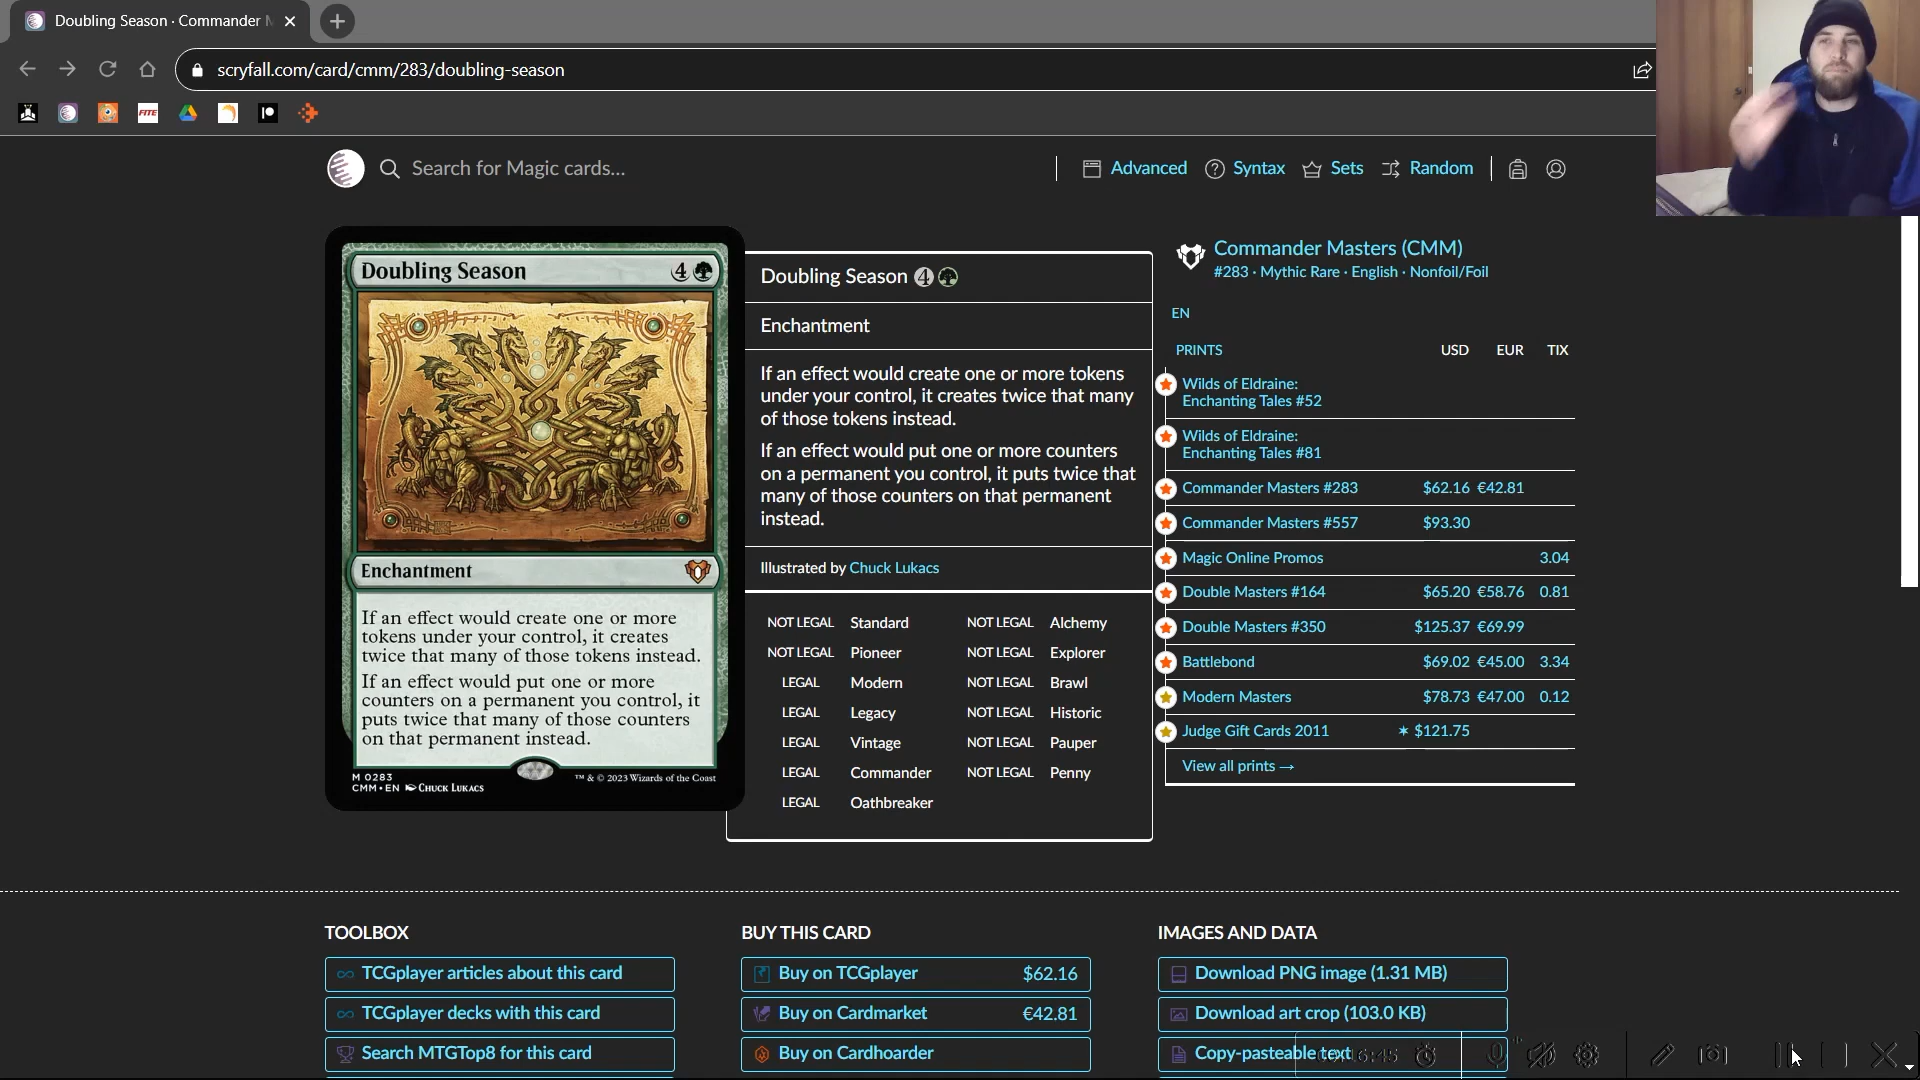 Doubling Season · Commander M
scryfall.com/card/cmm/283/doubling-season
FITE
Search for Magic cards...
Advanced
Syntax
Sets
Random
Doubling Season 4
Enchantment
If an effect would create one or more
tokens under your control, it creates
twice that many of those tokens instead.
If an effect would put one or more
counters on a permanent you control, it
puts twice that many of those counters
on that permanent instead.
M 0283
CMM • EN Chuck Lukacs
™ & © 2023 Wizards of the Coast
Doubling Season 4
Enchantment
If an effect would create one or more tokens
under your control, it creates twice that many
of those tokens instead.
If an effect would put one or more counters
on a permanent you control, it puts twice that
many of those counters on that permanent
instead.
Illustrated by Chuck Lukacs
NOT LEGAL Standard NOT LEGAL Alchemy
NOT LEGAL Pioneer NOT LEGAL Explorer
LEGAL Modern NOT LEGAL Brawl
LEGAL Legacy NOT LEGAL Historic
LEGAL Vintage NOT LEGAL Pauper
LEGAL Commander NOT LEGAL Penny
LEGAL Oathbreaker
Commander Masters (CMM)
#283 · Mythic Rare · English · Nonfoil/Foil
EN
PRINTS USD EUR TIX
Wilds of Eldraine:
Enchanting Tales #52
Wilds of Eldraine:
Enchanting Tales #81
Commander Masters #283 $62.16 €42.81
Commander Masters #557 $93.30
Magic Online Promos 3.04
Double Masters #164 $65.20 €58.76 0.81
Double Masters #350 $125.37 €69.99
Battlebond $69.02 €45.00 3.34
Modern Masters $78.73 €47.00 0.12
Judge Gift Cards 2011 ✶ $121.75
View all prints →
TOOLBOX
TCGplayer articles about this card
TCGplayer decks with this card
Search MTGTop8 for this card
BUY THIS CARD
Buy on TCGplayer $62.16
Buy on Cardmarket €42.81
Buy on Cardhoarder
IMAGES AND DATA
Download PNG image (1.31 MB)
Download art crop (103.0 KB)
Copy-pasteable text